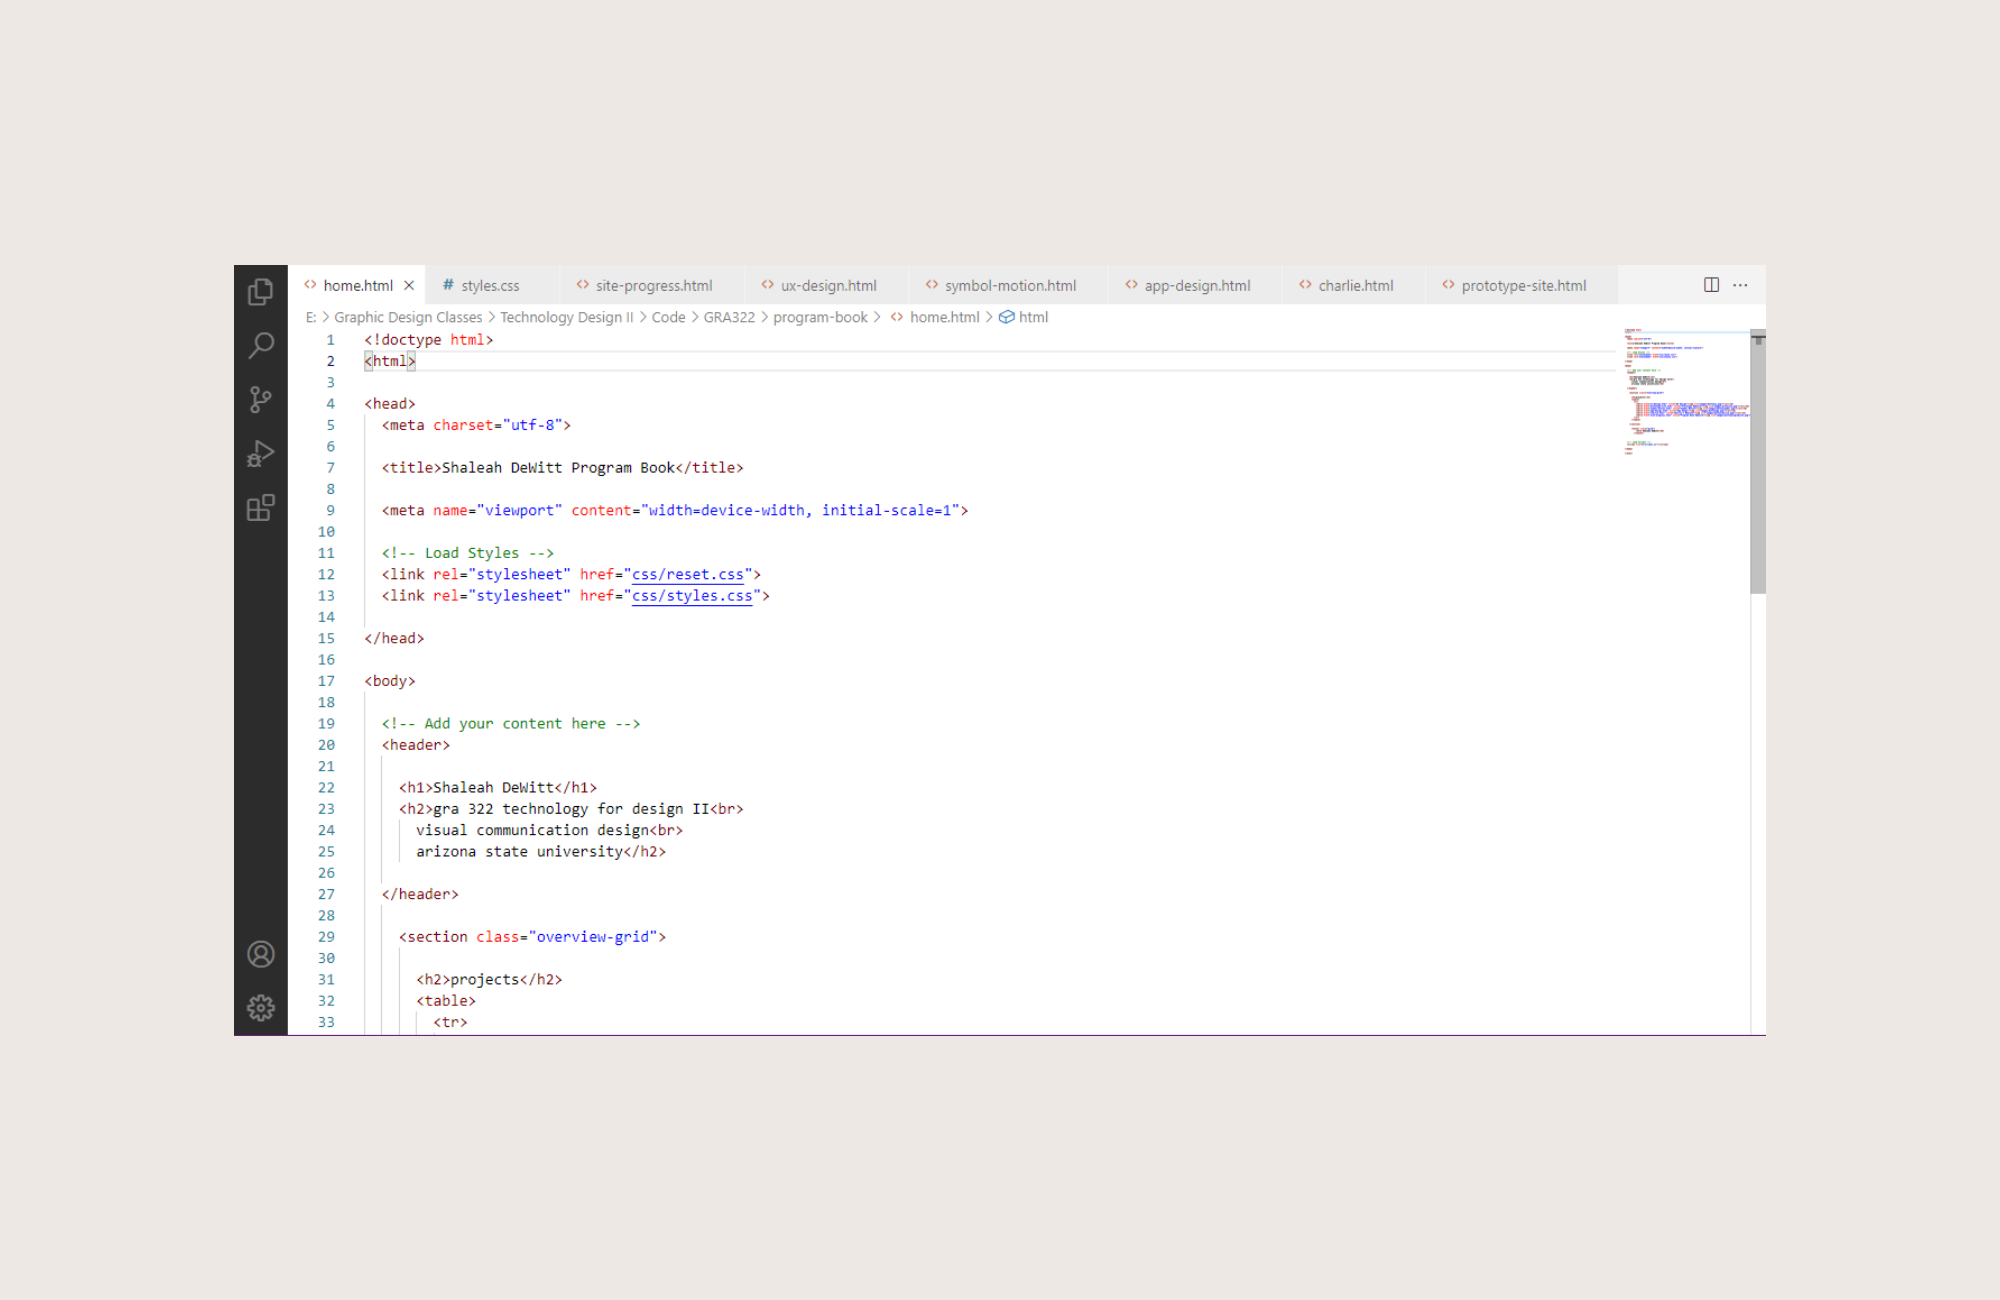 home.html styles.css site-progress.html ux-design.html symbol-motion.html app-design.html charlie.html prototype-site.html
E: > Graphic Design Classes > Technology Design II > Code > GRA322 > program-book > <> home.html > html
1 <!doctype html>
2 <html>
3
4 <head>
5 <meta charset="utf-8">
6
7 <title>Shaleah DeWitt Program Book</title>
8
9 <meta name="viewport" content="width=device-width, initial-scale=1">
10
11 <!-- Load Styles -->
12 <link rel="stylesheet" href="css/reset.css">
13 <link rel="stylesheet" href="css/styles.css">
14
15 </head>
16
17 <body>
18
19 <!-- Add your content here -->
20 <header>
21
22 <h1>Shaleah DeWitt</h1>
23 <h2>gra 322 technology for design II<br>
24 visual communication design<br>
25 arizona state university</h2>
26
27 </header>
28
29 <section class="overview-grid">
30
31 <h2>projects</h2>
32 <table>
33 <tr>